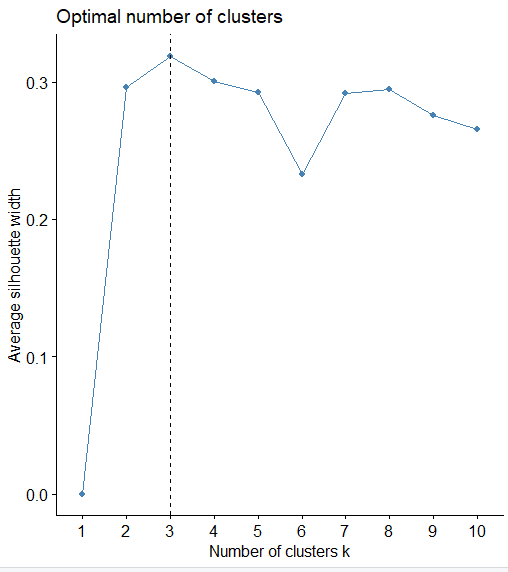 Optimal number of clusters
Average silhouette width
0.3
0.2
0.1
0.0
1 2 3 4 5 6 7 8 9 10
Number of clusters k